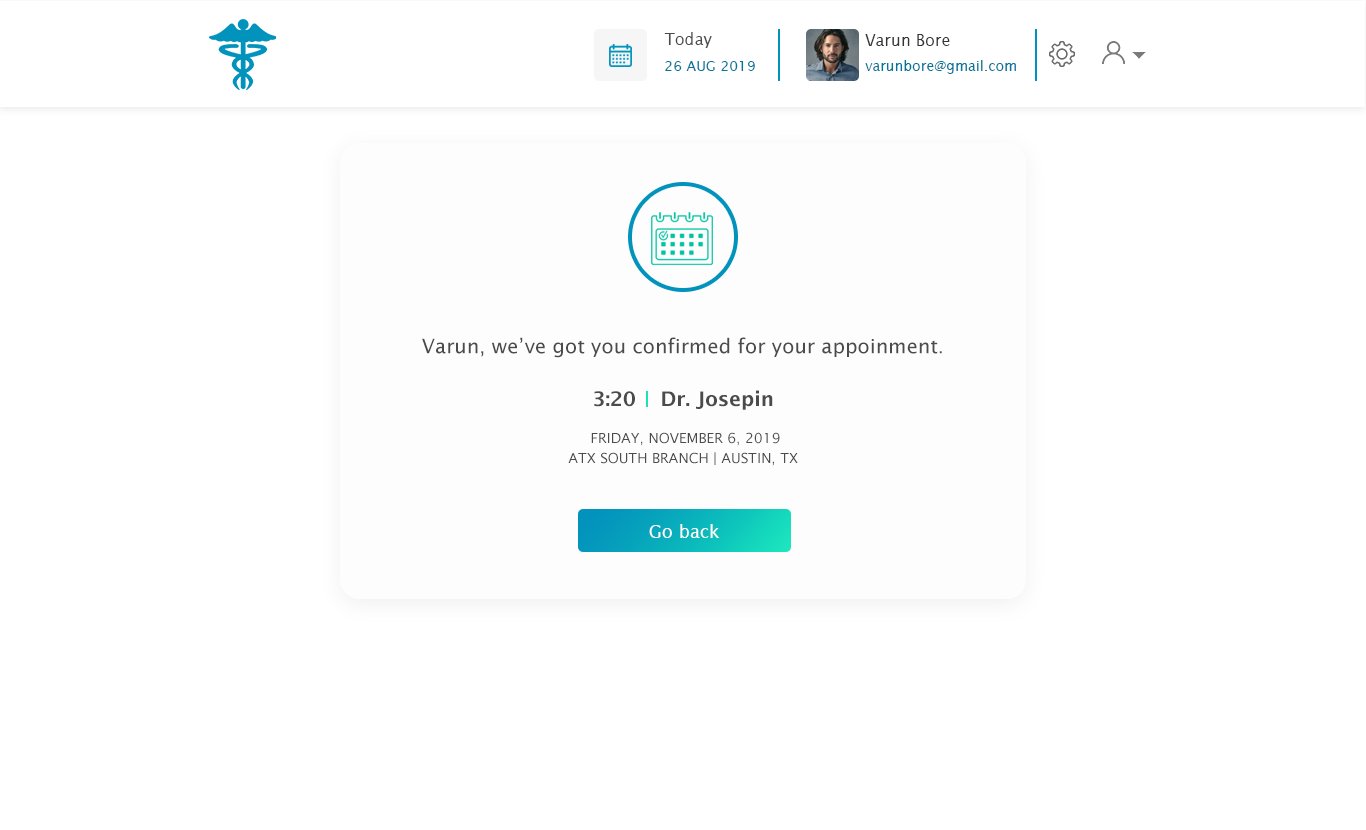 Today
26 AUG 2019
Varun Bore
varunbore@gmail.com
Varun, we’ve got you confirmed for your appoinment.
3:20 | Dr. Josepin
FRIDAY, NOVEMBER 6, 2019
ATX SOUTH BRANCH | AUSTIN, TX
Go back